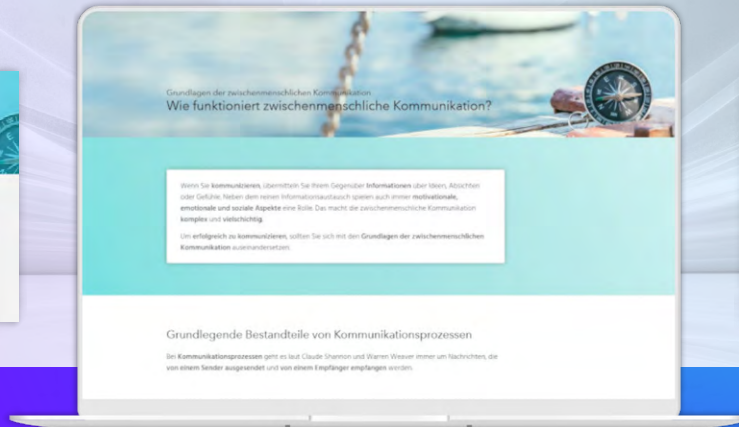 Grundlagen der zwischenmenschlichen Kommunikation
Wie funktioniert zwischenmenschliche Kommunikation?
Wenn Sie kommunizieren, übermitteln Sie Ihrem Gegenüber Informationen über Ideen, Absichten
oder Gefühle. Neben dem reinen Informationsaustausch spielen auch immer motivationale,
emotionale und soziale Aspekte eine Rolle. Das macht die zwischenmenschliche Kommunikation
komplex und vielschichtig.
Um erfolgreich zu kommunizieren, sollten Sie sich mit den Grundlagen der zwischenmenschlichen
Kommunikation auseinandersetzen.
Grundlegende Bestandteile von Kommunikationsprozessen
Bei Kommunikationsprozessen geht es laut Claude Shannon und Warren Weaver immer um Nachrichten, die
von einem Sender ausgesendet und von einem Empfänger empfangen werden.